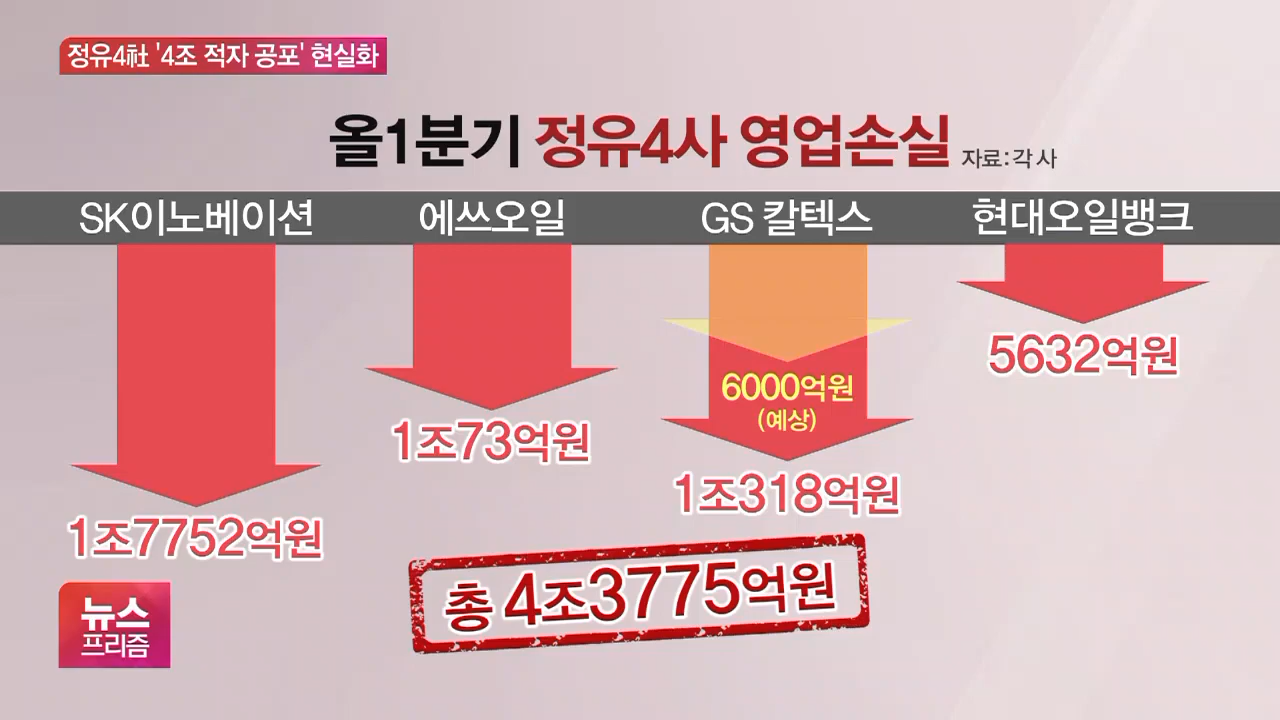 정유4社 '4조 적자 공포' 현실화
올1분기 정유4사 영업손실 자료:각 사
SK이노베이션 에쓰오일 GS 칼텍스 현대오일뱅크
5632억원
6000억원
(예상)
1조73억원
1조318억원
1조7752억원
총 4조3775억원
뉴스
프리즘